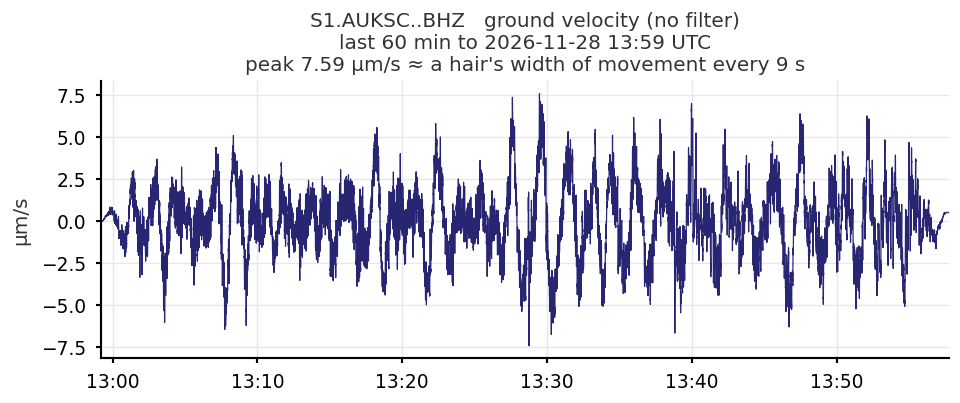 S1.AUKSC..BHZ   ground velocity (no filter)
last 60 min to 2026-11-28 13:59 UTC
peak 7.59 µm/s ≈ a hair's width of movement every 9 s
µm/s
7.5
5.0
2.5
0.0
−2.5
−5.0
−7.5
13:00 13:10 13:20 13:30 13:40 13:50